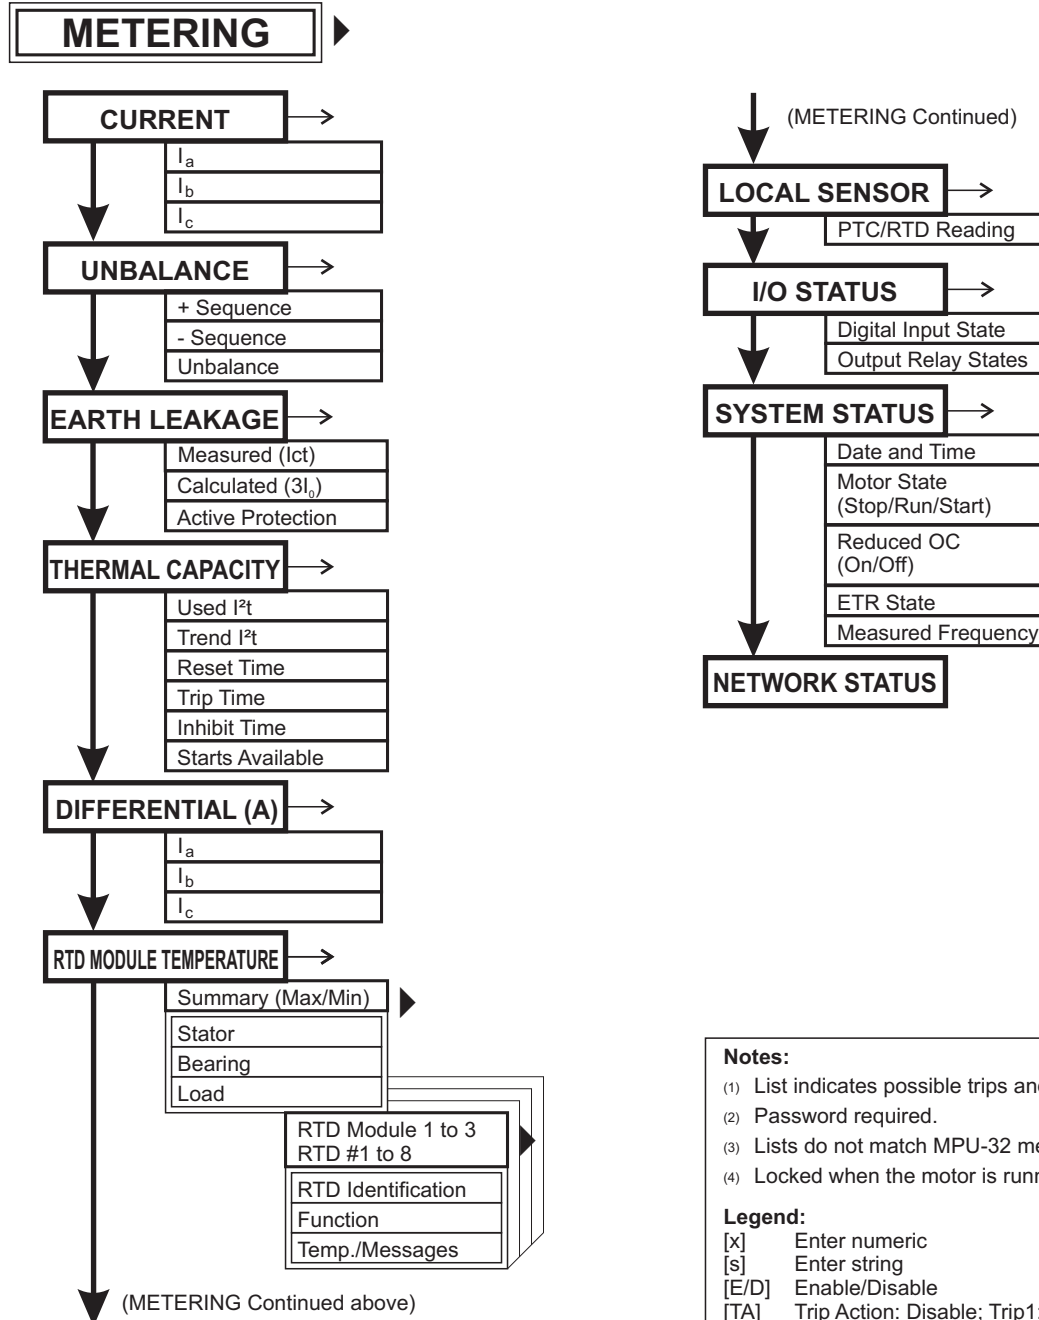 METERING
CURRENT
Ia
Ib
Ic
UNBALANCE
+ Sequence
- Sequence
Unbalance
EARTH LEAKAGE
Measured (Ict)
Calculated (3I0)
Active Protection
THERMAL CAPACITY
Used I²t
Trend I²t
Reset Time
Trip Time
Inhibit Time
Starts Available
DIFFERENTIAL (A)
Ia
Ib
Ic
RTD MODULE TEMPERATURE
Summary (Max/Min)
Stator
Bearing
Load
RTD Module 1 to 3
RTD #1 to 8
RTD Identification
Function
Temp./Messages
(METERING Continued above)
(METERING Continued)
LOCAL SENSOR
PTC/RTD Reading
I/O STATUS
Digital Input State
Output Relay States
SYSTEM STATUS
Date and Time
Motor State
(Stop/Run/Start)
Reduced OC
(On/Off)
ETR State
Measured Frequency
NETWORK STATUS
Notes:
(1) List indicates possible trips
(2) Password required.
(3) Lists do not match MPU-32
(4) Locked when the motor is
Legend:
[x] Enter numeric
[s] Enter string
[E/D] Enable/Disable
[TA] Trip Action: Disable; Trip1